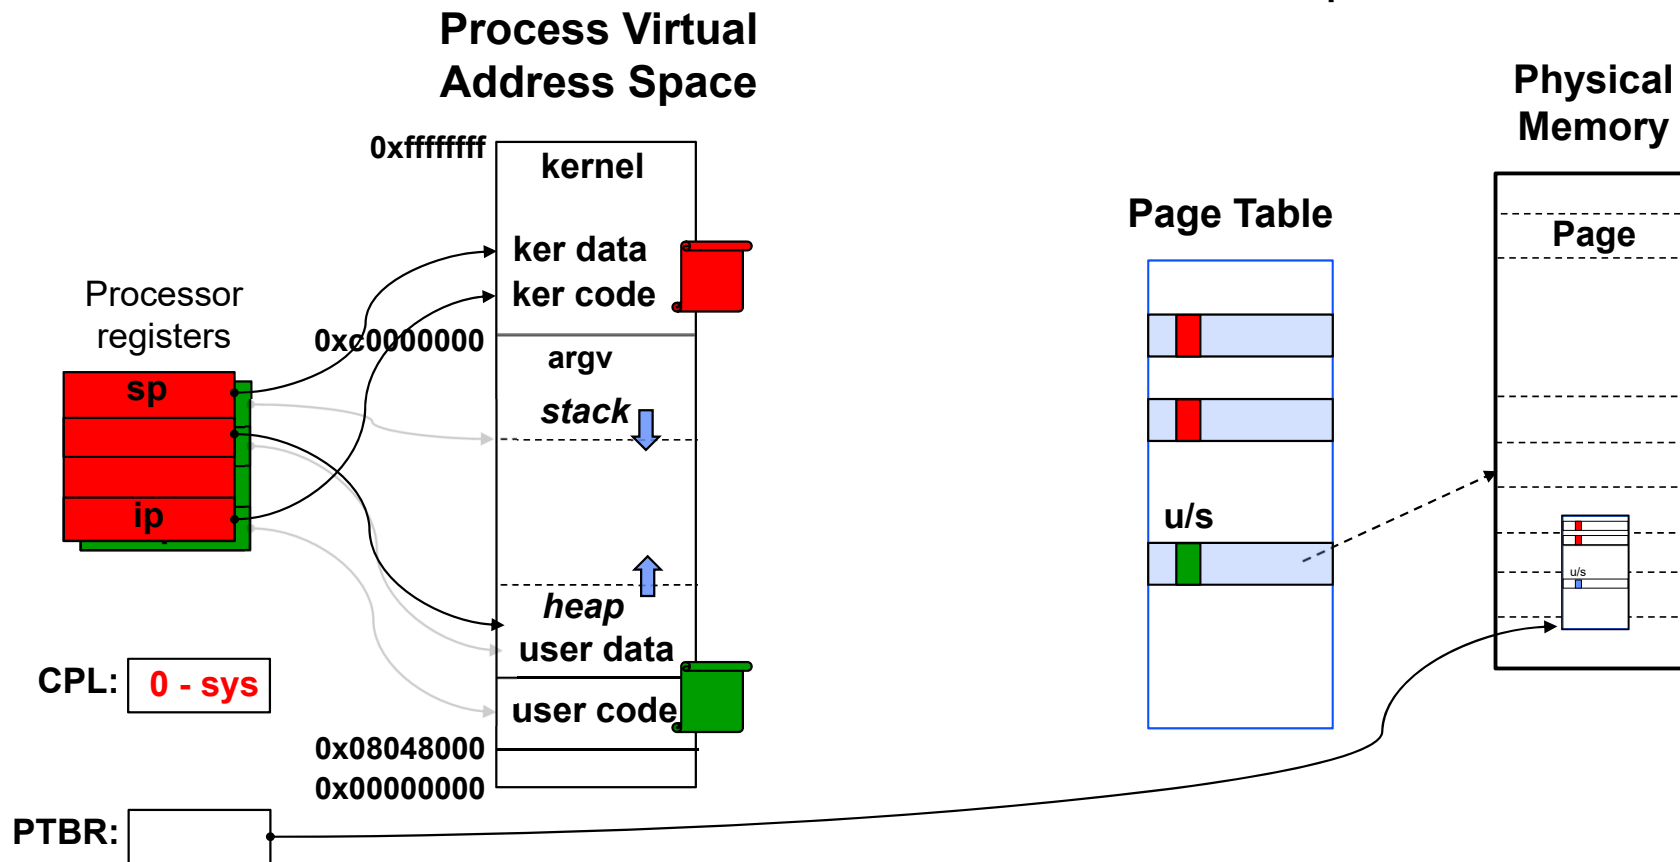 Process Virtual
Address Space
Physical
Memory
0xffffffff
kernel
Page Table
Page
ker data
ker code
Processor
registers
0xc0000000
argv
sp
stack
ip
u/s
u/s
heap
user data
CPL:
0 - sys
user code
0x08048000
0x00000000
PTBR: